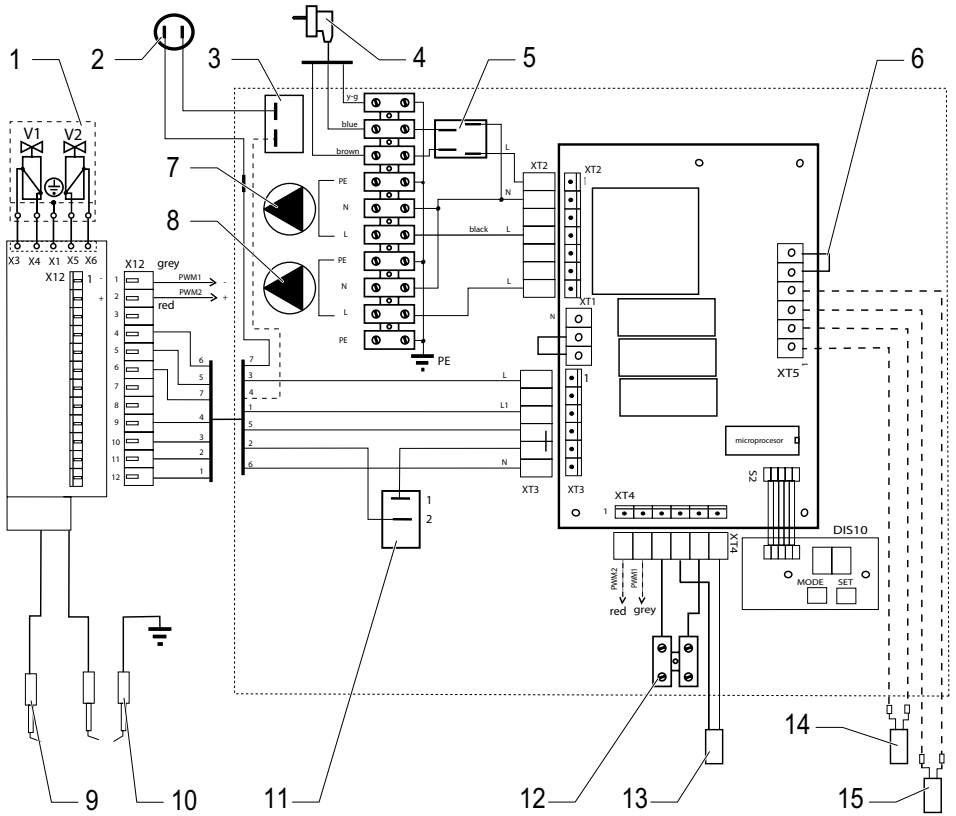 1
2
3
4
5
6
7
8
V1 V2
X3 X4 X1 X5 X6
X12 1 -
+
X12 grey
1 PWM1 -
2 PWM2 +
red
3
4
5
6
7
8
9
10
11
12
6
5
7
4
3
2
1
7
3
4
1
5
2
6
y-g
blue
brown
PE
N
L
PE
N
L
PE
PE
L
N
black L
L
XT2
XT2
1
XT1
N
L
L1
N
1
XT3 XT3
XT5
1
microprocesor
S2
XT4
1
XT4
PWM2 PWM1
red grey
DIS10
MODE SET
1
2
9
10
11
12
13
14
15